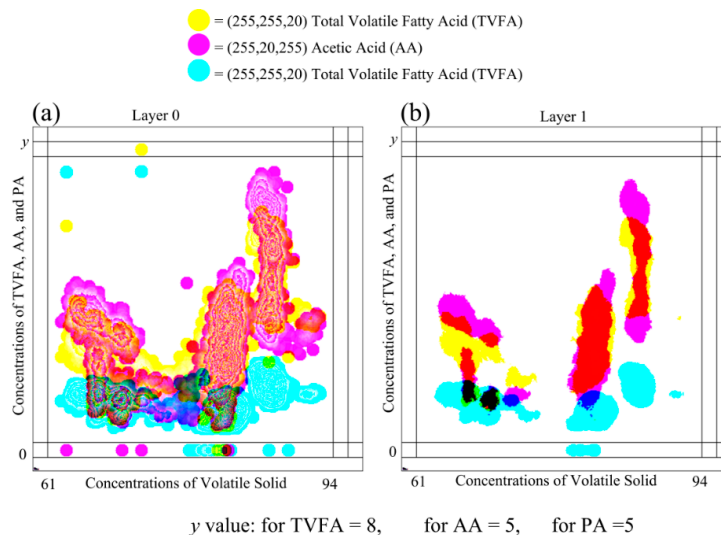 = (255,255,20) Total Volatile Fatty Acid (TVFA)
= (255,20,255) Acetic Acid (AA)
= (255,255,20) Total Volatile Fatty Acid (TVFA)
(a)
Layer 0
(b)
Layer 1
y
Concentrations of TVFA, AA, and PA
0
61
Concentrations of Volatile Solid
94
y
Concentrations of TVFA, AA, and PA
0
61
Concentrations of Volatile Solid
94
y value: for TVFA = 8, for AA = 5, for PA =5